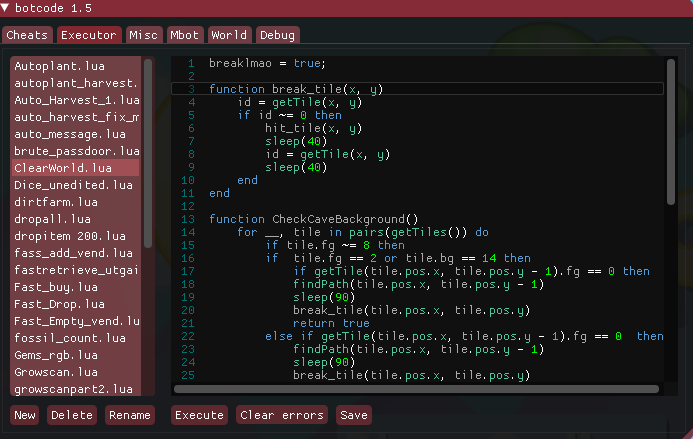 botcode 1.5
Cheats Executor Misc Mbot World Debug
Autoplant.lua
autoplant_harvest.
Auto_Harvest_1.lua
auto_harvest_fix_m
auto_message.lua
brute_passdoor.lua
ClearWorld.lua
Dice_unedited.lua
dirtfarm.lua
dropall.lua
dropitem 200.lua
fass_add_vend.lua
fastretrieve_utgai
Fast_buy.lua
Fast_Drop.lua
Fast_Empty_vend.lu
fossil_count.lua
Gems_rgb.lua
Growscan.lua
growscanpart2.lua
1 breaklmao = true;
2
3 function break_tile(x, y)
4 id = getTile(x, y)
5 if id ~= 0 then
6 hit_tile(x, y)
7 sleep(40)
8 id = getTile(x, y)
9 sleep(40)
10 end
11 end
12
13 function CheckCaveBackground()
14 for __, tile in pairs(getTiles()) do
15 if tile.fg ~= 8 then
16 if  tile.fg == 2 or tile.bg == 14 then
17 if getTile(tile.pos.x, tile.pos.y - 1).fg == 0 then
18 findPath(tile.pos.x, tile.pos.y - 1)
19 sleep(90)
20 break_tile(tile.pos.x, tile.pos.y)
21 return true
22 else if getTile(tile.pos.x, tile.pos.y - 1).fg == 0  then
23 findPath(tile.pos.x, tile.pos.y - 1)
24 sleep(90)
25 break_tile(tile.pos.x, tile.pos.y)
New Delete Rename Execute Clear errors Save